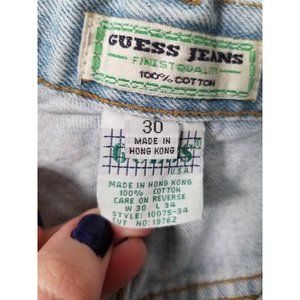 GUESS JEANS
FINEST QUALITY
100% COTTON
30
MADE IN
HONG KONG
U.S.A.
MADE IN HONG KONG
100% COTTON
CARE ON REVERSE
W 30 L 34
STYLE: 10075-34
CUT NO: 19762